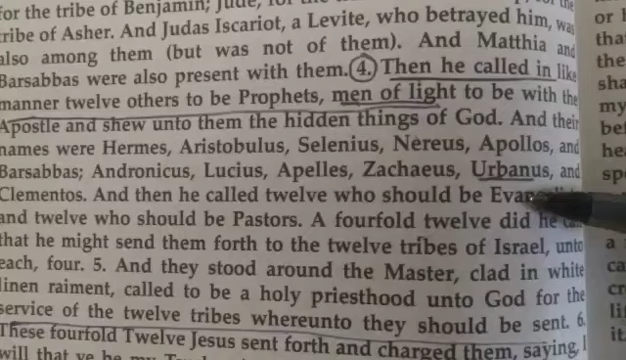 for the tribe of Benjamin; Jude, for the
tribe of Asher. And Judas Iscariot, a Levite, who betrayed him, was
also among them (but was not of them). And Matthia and
Barsabbas were also present with them. 4. Then he called in like
manner twelve others to be Prophets, men of light to be with the
Apostle and shew unto them the hidden things of God. And their
names were Hermes, Aristobulus, Selenius, Nereus, Apollos, and
Barsabbas; Andronicus, Lucius, Apelles, Zachaeus, Urbanus, and
Clementos. And then he called twelve who should be
and twelve who should be Pastors. A fourfold twelve did he
that he might send them forth to the twelve tribes of Israel, unto
each, four. 5. And they stood around the Master, clad in white
linen raiment, called to be a holy priesthood unto God for the
service of the twelve tribes whereunto they should be sent. 6.
These fourfold Twelve Jesus sent forth and charged them, saying, I
will that ye be my